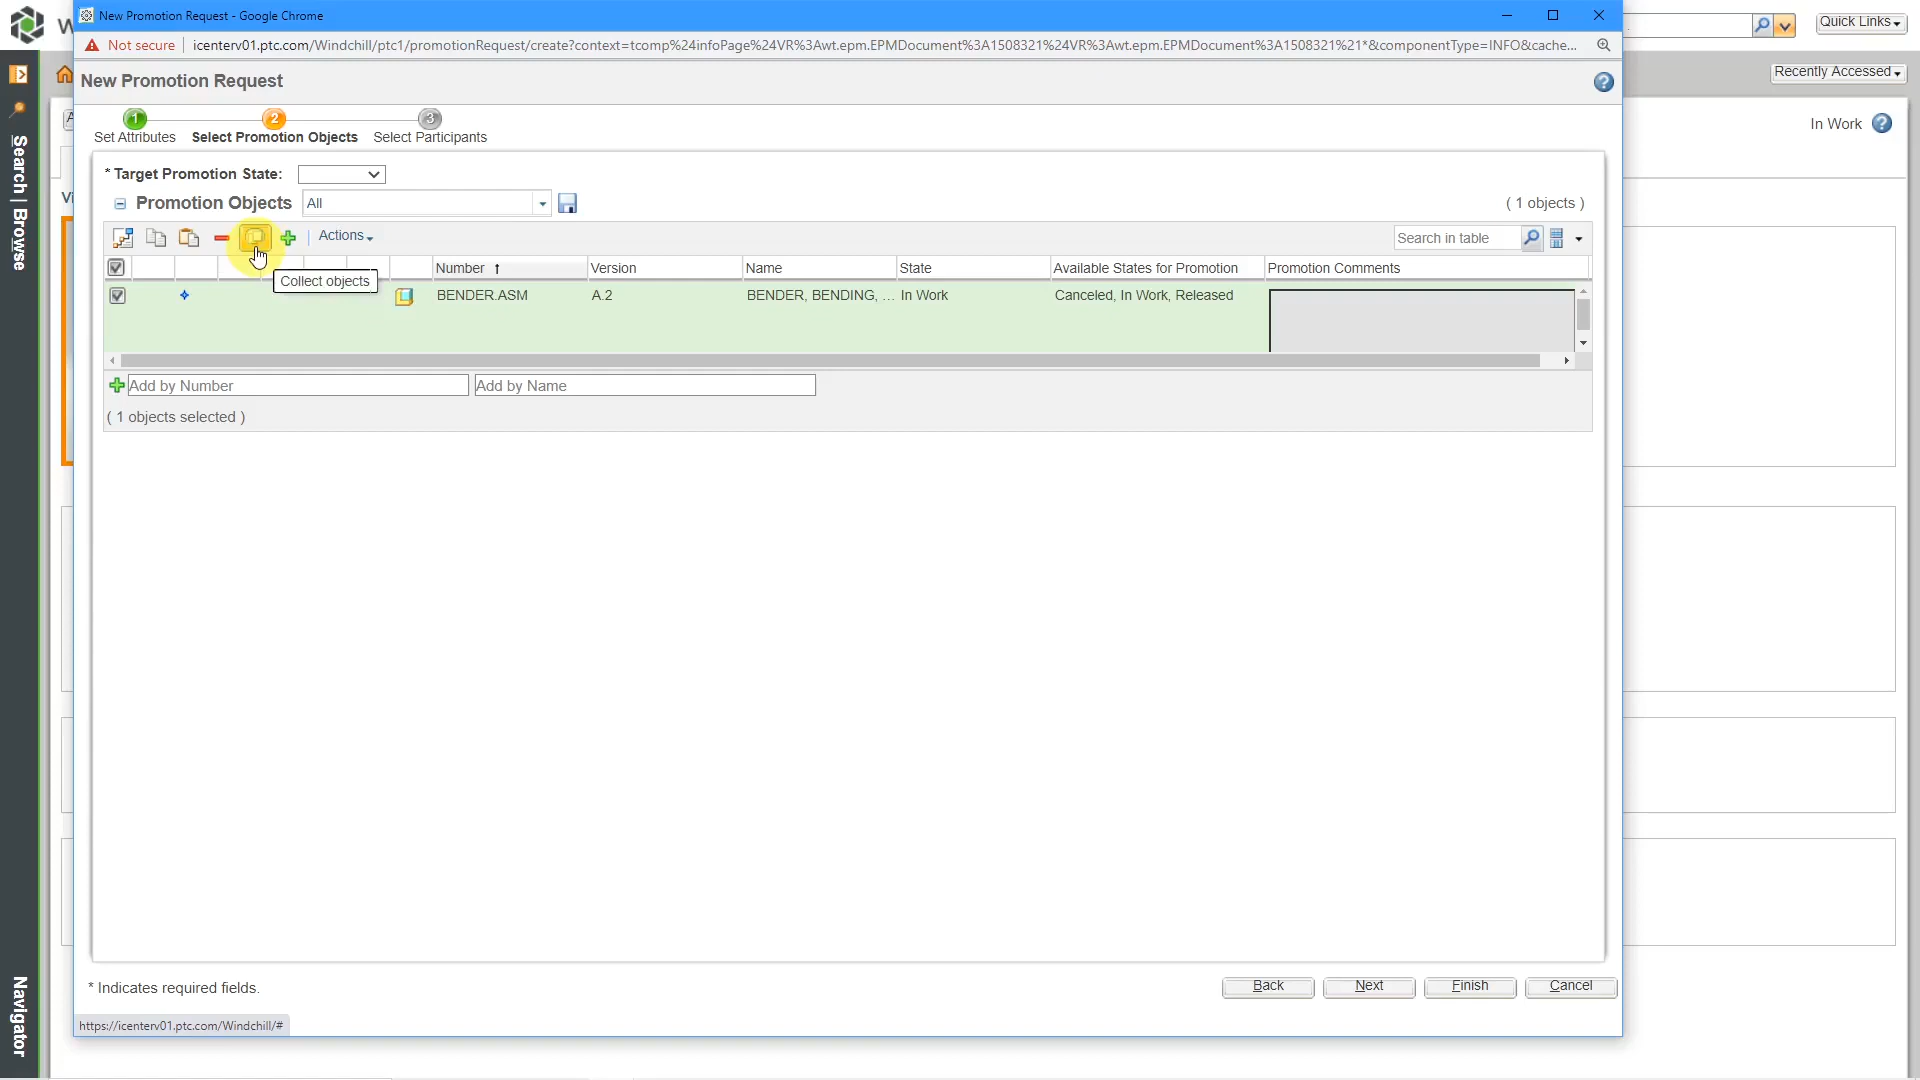 New Promotion Request - Google Chrome
Not secure
icenterv01.ptc.com/Windchill/ptc1/promotionRequest/create?context=tcomp%24infoPage%24VR%3Awt.epm.EPMDocument%3A1508321%24VR%3Awt.epm.EPMDocument%3A1508321%21*&componentType=INFO&cache...
Quick Links
New Promotion Request
Recently Accessed
1
2
3
Set Attributes
Select Promotion Objects
Select Participants
In Work
* Target Promotion State:
Promotion Objects
All
( 1 objects )
Actions
Search in table
Number
Version
Name
State
Available States for Promotion
Promotion Comments
Collect objects
BENDER.ASM
A.2
BENDER, BENDING, ...
In Work
Canceled, In Work, Released
Add by Number
Add by Name
( 1 objects selected )
Search | Browse
Navigator
* Indicates required fields.
Back
Next
Finish
Cancel
https://icenterv01.ptc.com/Windchill/#